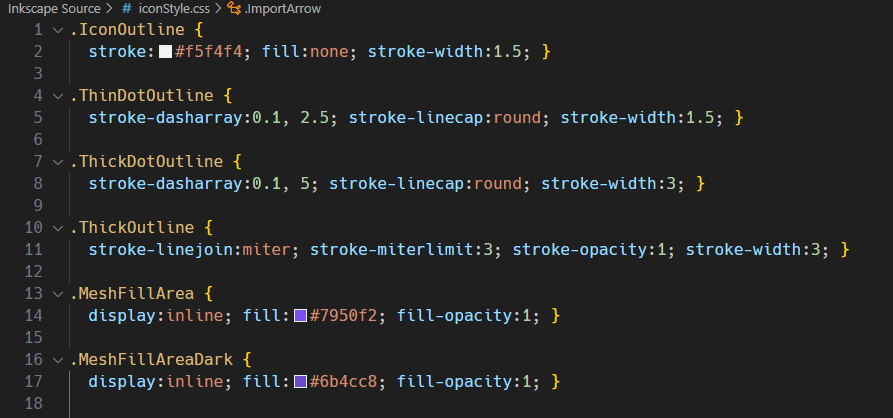 Inkscape Source > # iconStyle.css > .ImportArrow
1 .IconOutline {
2 stroke:#f5f4f4; fill:none; stroke-width:1.5; }
3
4 .ThinDotOutline {
5 stroke-dasharray:0.1, 2.5; stroke-linecap:round; stroke-width:1.5; }
6
7 .ThickDotOutline {
8 stroke-dasharray:0.1, 5; stroke-linecap:round; stroke-width:3; }
9
10 .ThickOutline {
11 stroke-linejoin:miter; stroke-miterlimit:3; stroke-opacity:1; stroke-width:3; }
12
13 .MeshFillArea {
14 display:inline; fill:#7950f2; fill-opacity:1; }
15
16 .MeshFillAreaDark {
17 display:inline; fill:#6b4cc8; fill-opacity:1; }
18